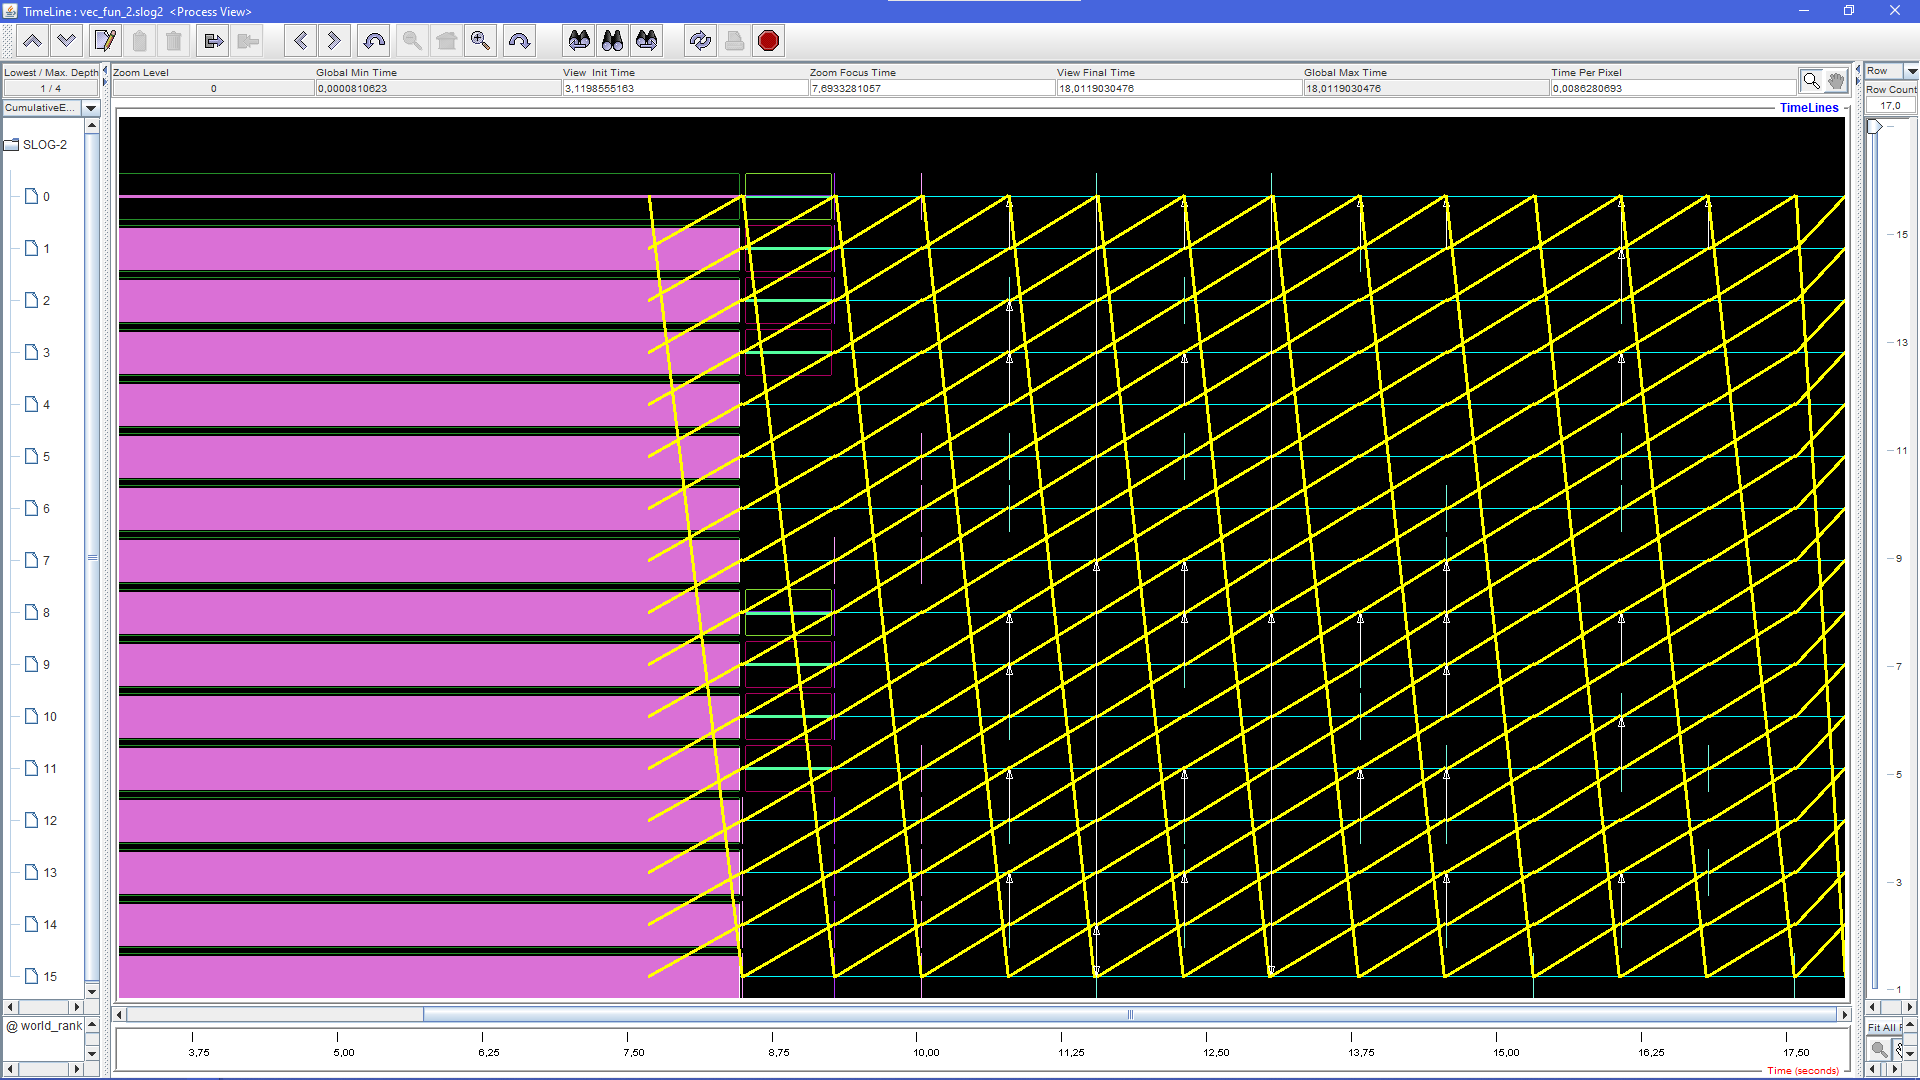 TimeLine : vec_fun_2.slog2 <Process View>
Lowest / Max. Depth
1 / 4
Zoom Level
0
Global Min Time
0,0000810623
View Init Time
3,1198555163
Zoom Focus Time
7,6933281057
View Final Time
18,0119030476
Global Max Time
18,0119030476
Time Per Pixel
0,0086280693
Row
Row Count
17,0
CumulativeE...
TimeLines
SLOG-2
0
1
2
3
4
5
6
7
8
9
10
11
12
13
14
15
15
13
11
9
7
5
3
1
@ world_rank
Fit All
3,75
5,00
6,25
7,50
8,75
10,00
11,25
12,50
13,75
15,00
16,25
17,50
Time (seconds)